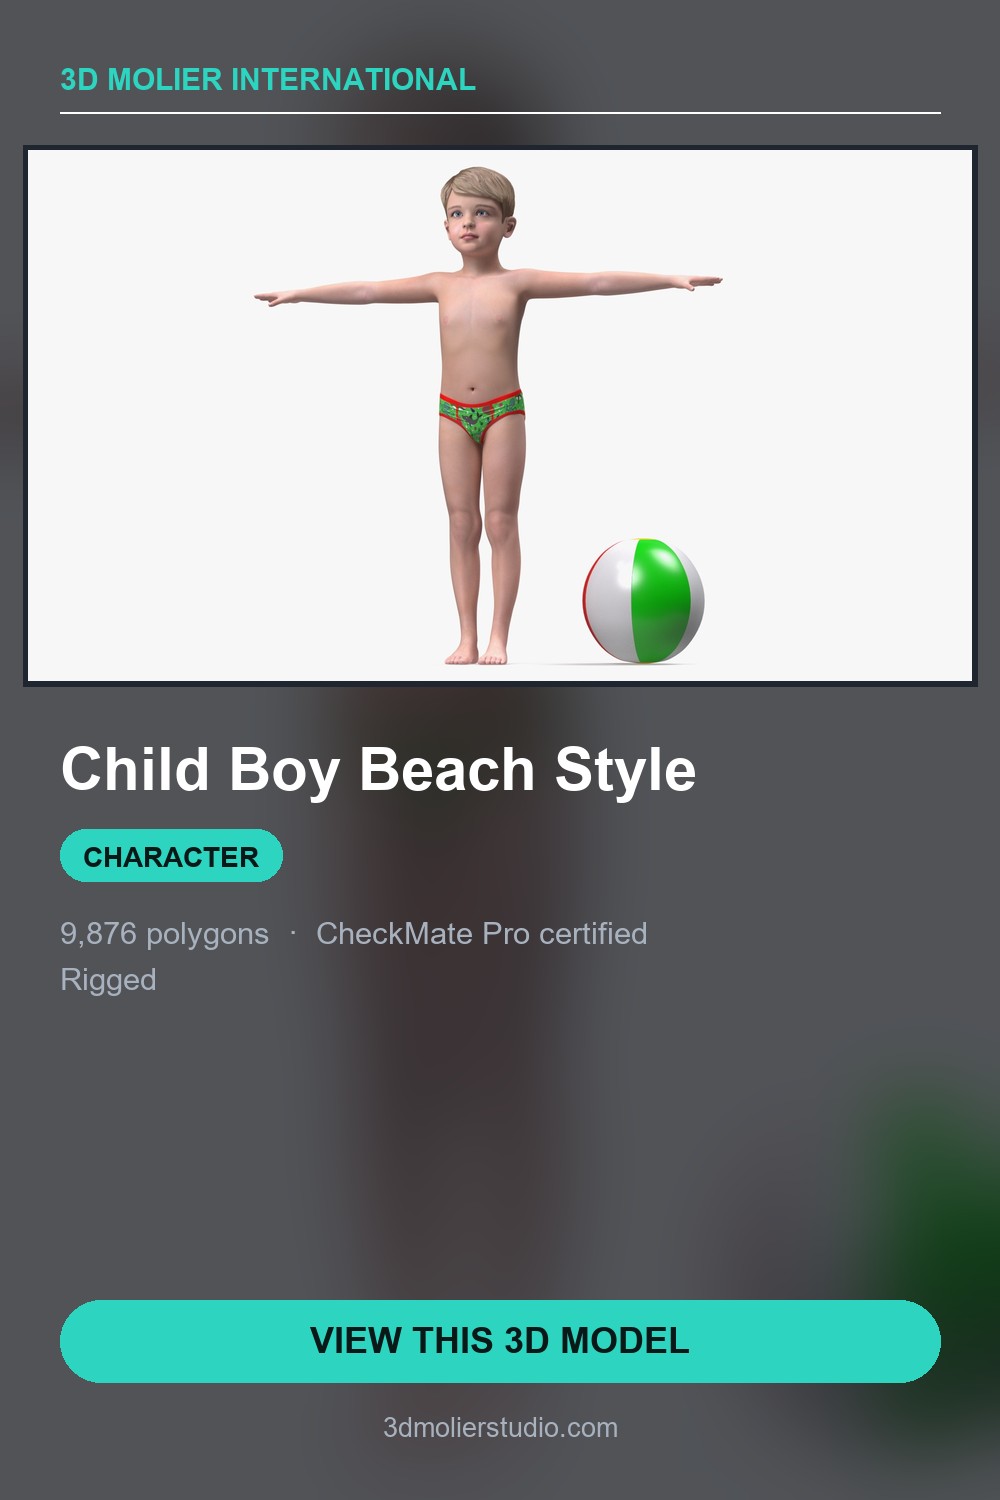 3D MOLIER INTERNATIONAL
Child Boy Beach Style
CHARACTER
9,876 polygons · CheckMate Pro certified
Rigged
VIEW THIS 3D MODEL
3dmolierstudio.com